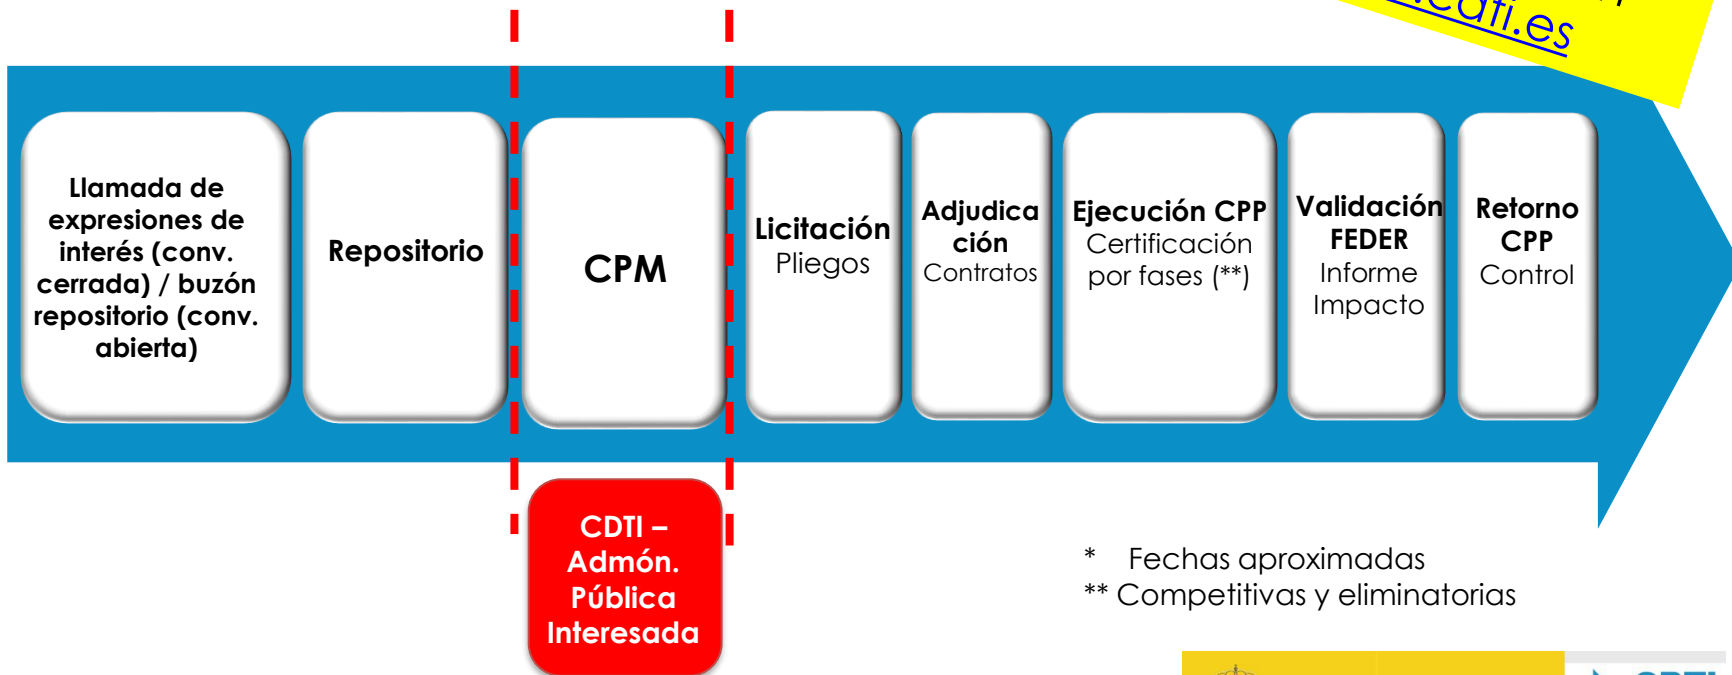 .cdti.es
Llamada de
expresiones de
interés (conv.
cerrada) / buzón
repositorio (conv.
abierta)
Repositorio
CPM
Licitación
Pliegos
Adjudica
ción
Contratos
Ejecución CPP
Certificación
por fases (**)
Validación
FEDER
Informe
Impacto
Retorno
CPP
Control
CDTI –
Admón.
Pública
Interesada
* Fechas aproximadas
** Competitivas y eliminatorias